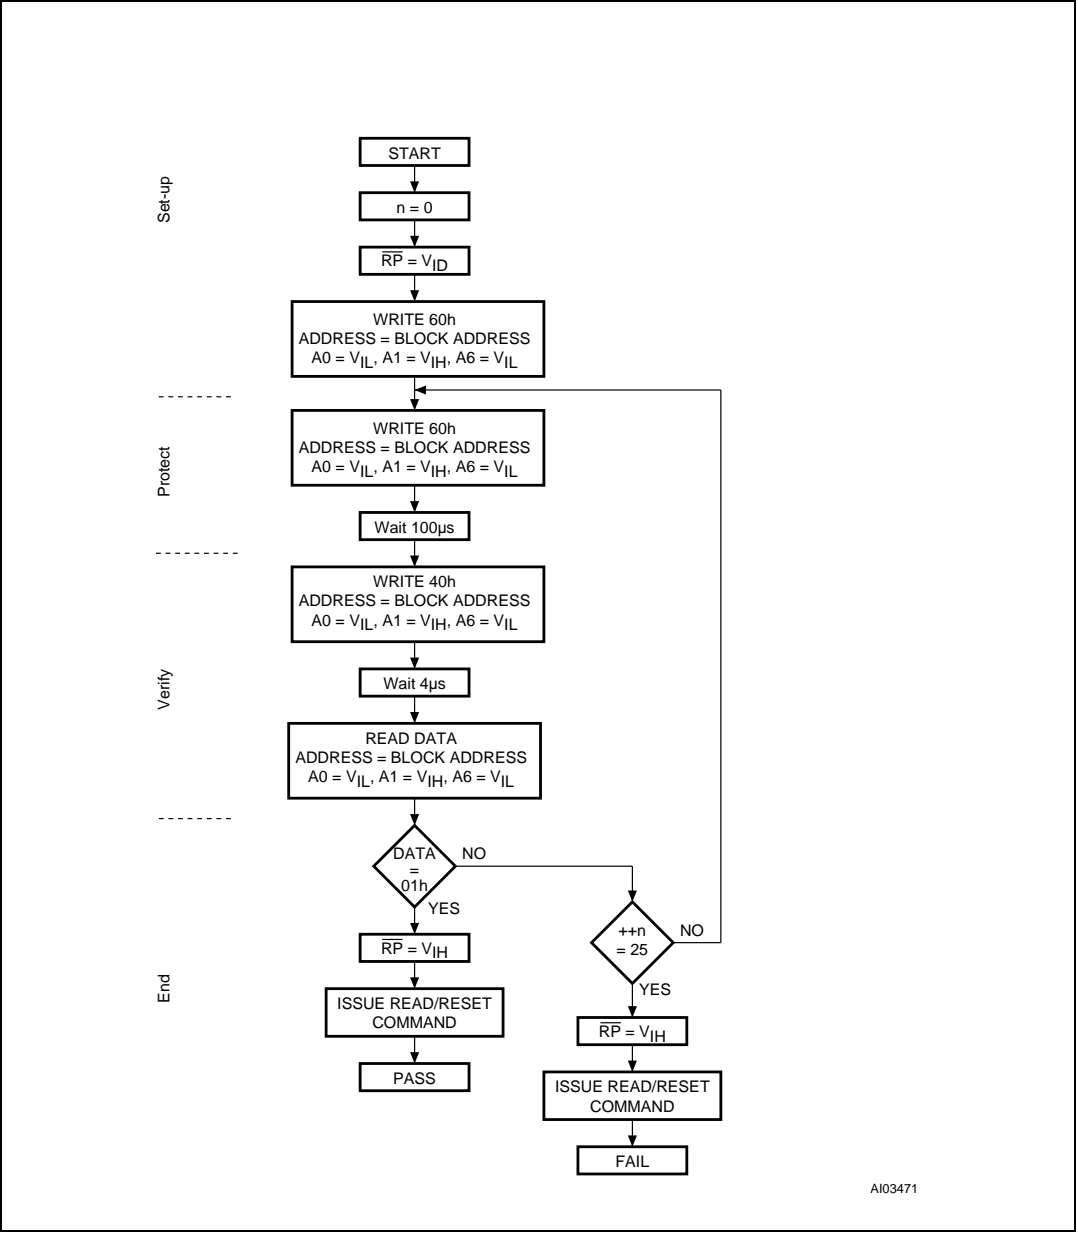 START
Set-up
n = 0
RP = VID
WRITE 60h
ADDRESS = BLOCK ADDRESS
A0 = VIL, A1 = VIH, A6 = VIL
Protect
WRITE 60h
ADDRESS = BLOCK ADDRESS
A0 = VIL, A1 = VIH, A6 = VIL
Wait 100µs
Verify
WRITE 40h
ADDRESS = BLOCK ADDRESS
A0 = VIL, A1 = VIH, A6 = VIL
Wait 4µs
READ DATA
ADDRESS = BLOCK ADDRESS
A0 = VIL, A1 = VIH, A6 = VIL
End
DATA
=
01h
NO
YES
++n
= 25
NO
YES
RP = VIH
ISSUE READ/RESET
COMMAND
PASS
RP = VIH
ISSUE READ/RESET
COMMAND
FAIL
AI03471